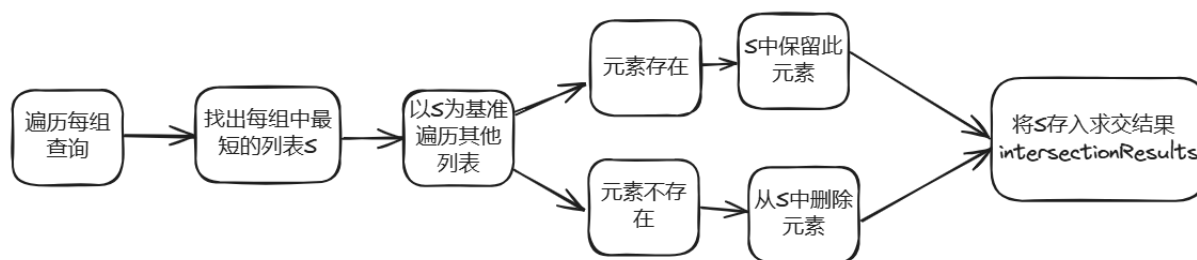 遍历每组
查询
找出每组中最
短的列表S
以S为基准
遍历其他
列表
元素存在
S中保留此
元素
元素不存
在
从S中删除
元素
将S存入求交结果
intersectionResults